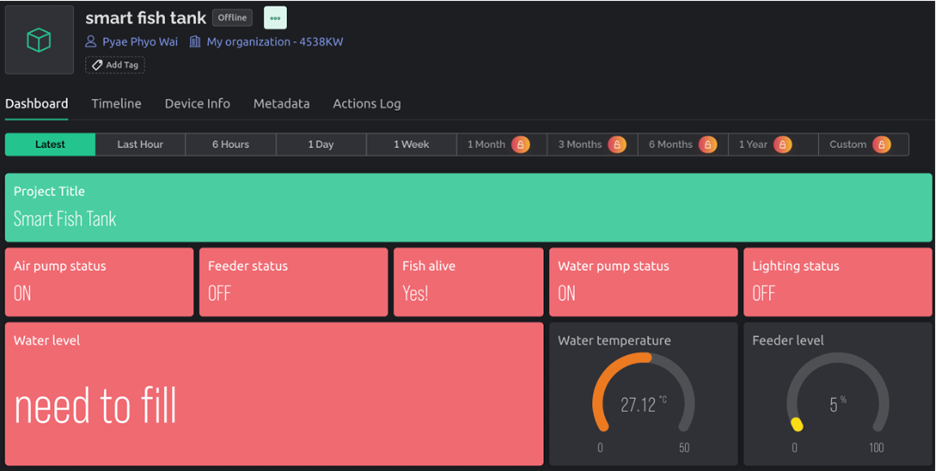 smart fish tank Offline
Pyae Phyo Wai My organization - 4538KW
Add Tag
Dashboard Timeline Device Info Metadata Actions Log
Latest Last Hour 6 Hours 1 Day 1 Week 1 Month 3 Months 6 Months 1 Year Custom
Project Title
Smart Fish Tank
Air pump status Feeder status Fish alive Water pump status Lighting status
ON OFF Yes! ON OFF
Water level Water temperature Feeder level
need to fill 27.12 °C 5 %
0 50 0 100